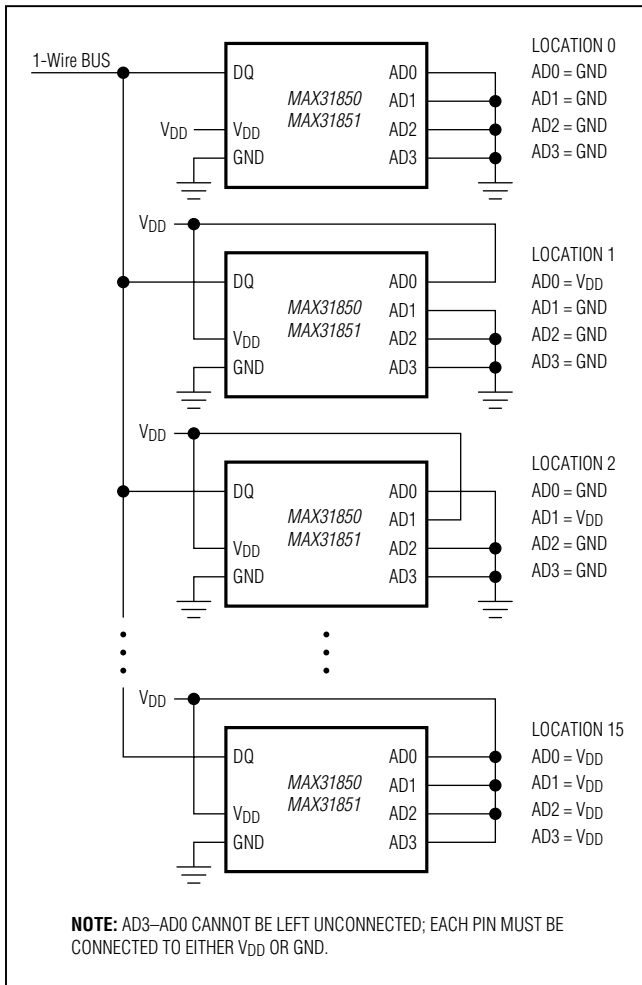 1-Wire BUS
DQ
VDD
VDD
GND
MAX31850
MAX31851
AD0
AD1
AD2
AD3
LOCATION 0
AD0 = GND
AD1 = GND
AD2 = GND
AD3 = GND
VDD
DQ
VDD
GND
MAX31850
MAX31851
AD0
AD1
AD2
AD3
LOCATION 1
AD0 = VDD
AD1 = GND
AD2 = GND
AD3 = GND
VDD
DQ
VDD
GND
MAX31850
MAX31851
AD0
AD1
AD2
AD3
LOCATION 2
AD0 = GND
AD1 = VDD
AD2 = GND
AD3 = GND
VDD
DQ
VDD
GND
MAX31850
MAX31851
AD0
AD1
AD2
AD3
LOCATION 15
AD0 = VDD
AD1 = VDD
AD2 = VDD
AD3 = VDD
NOTE: AD3–AD0 CANNOT BE LEFT UNCONNECTED; EACH PIN MUST BE
CONNECTED TO EITHER VDD OR GND.